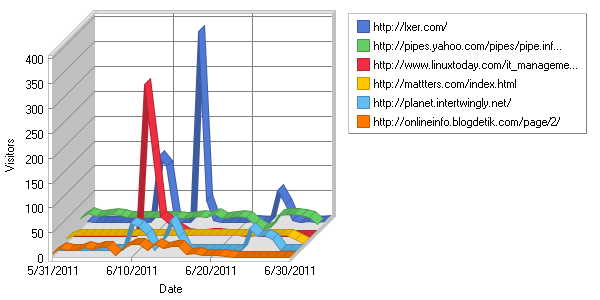 400
350
300
250
200
150
100
50
0
Visitors
5/31/2011 6/10/2011 6/20/2011 6/30/2011
Date
http://lxer.com/
http://pipes.yahoo.com/pipes/pipe.inf...
http://www.linuxtoday.com/it_manageme...
http://mattters.com/index.html
http://planet.intertwingly.net/
http://onlineinfo.blogdetik.com/page/2/